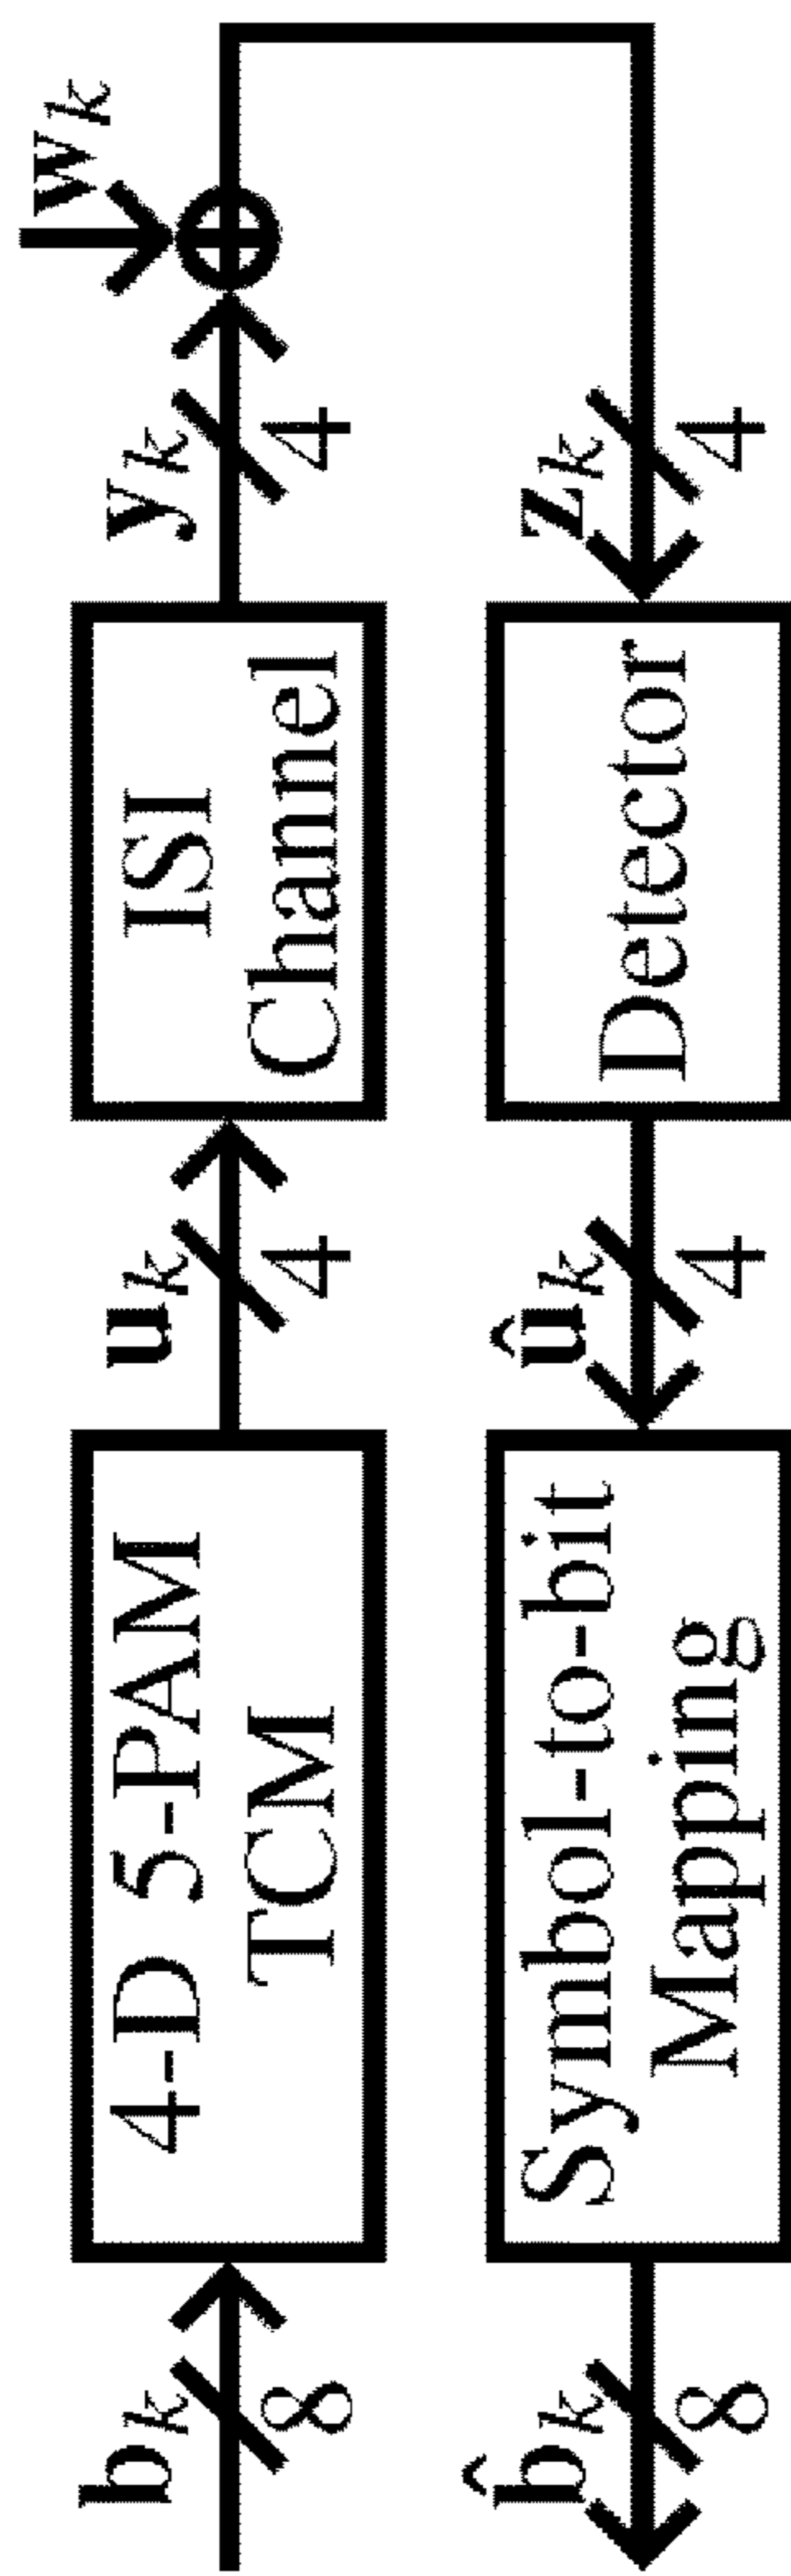 b_k
8
4-D 5-PAM
TCM
u_k
4
ISI
Channel
y_k
4
w_k
z_k
4
Detector
û_k
4
Symbol-to-bit
Mapping
b̂_k
8